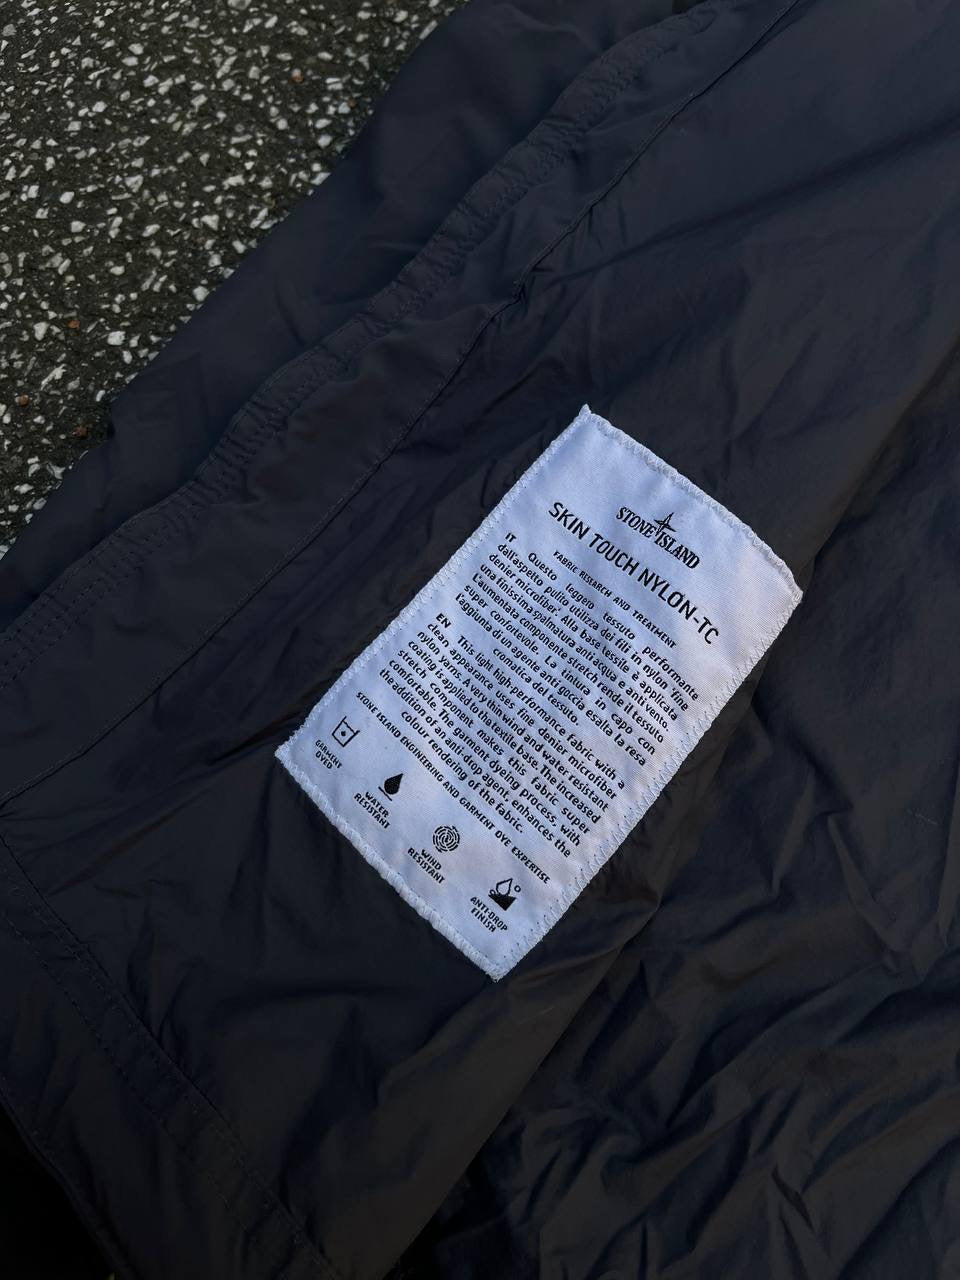 STONE ISLAND
SKIN TOUCH NYLON-TC
FABRIC RESEARCH AND TREATMENT
IT Questo leggero tessuto performante
dall'aspetto pulito utilizza dei fili in nylon 'fine
denier microfiber'. Alla base tessile è applicata
una finissima spalmatura anti acqua e anti vento.
L'aumentata componente stretch rende il tessuto
super confortevole. La tintura in capo con
l'aggiunta di un agente anti goccia esalta la resa
cromatica del tessuto.
EN This light high-performance fabric with a
clean appearance uses fine denier microfiber
nylon yarns. A very thin wind and water resistant
coating is applied to the textile base. The increased
stretch component makes this fabric super
comfortable. The garment dyeing process, with
the addition of an anti-drop agent, enhances the
colour rendering of the fabric.
STONE ISLAND ENGINEERING AND GARMENT DYE EXPERTISE
GARMENT
DYED
WATER
RESISTANT
WIND
RESISTANT
ANTI-DROP
FINISH